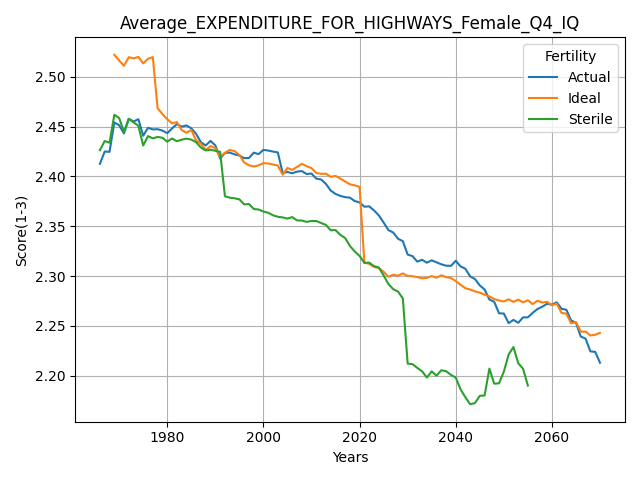 Average_EXPENDITURE_FOR_HIGHWAYS_Female_Q4_IQ
Fertility
Actual
Ideal
Sterile
Score(1-3)
2.50
2.45
2.40
2.35
2.30
2.25
2.20
1980
2000
2020
2040
2060
Years